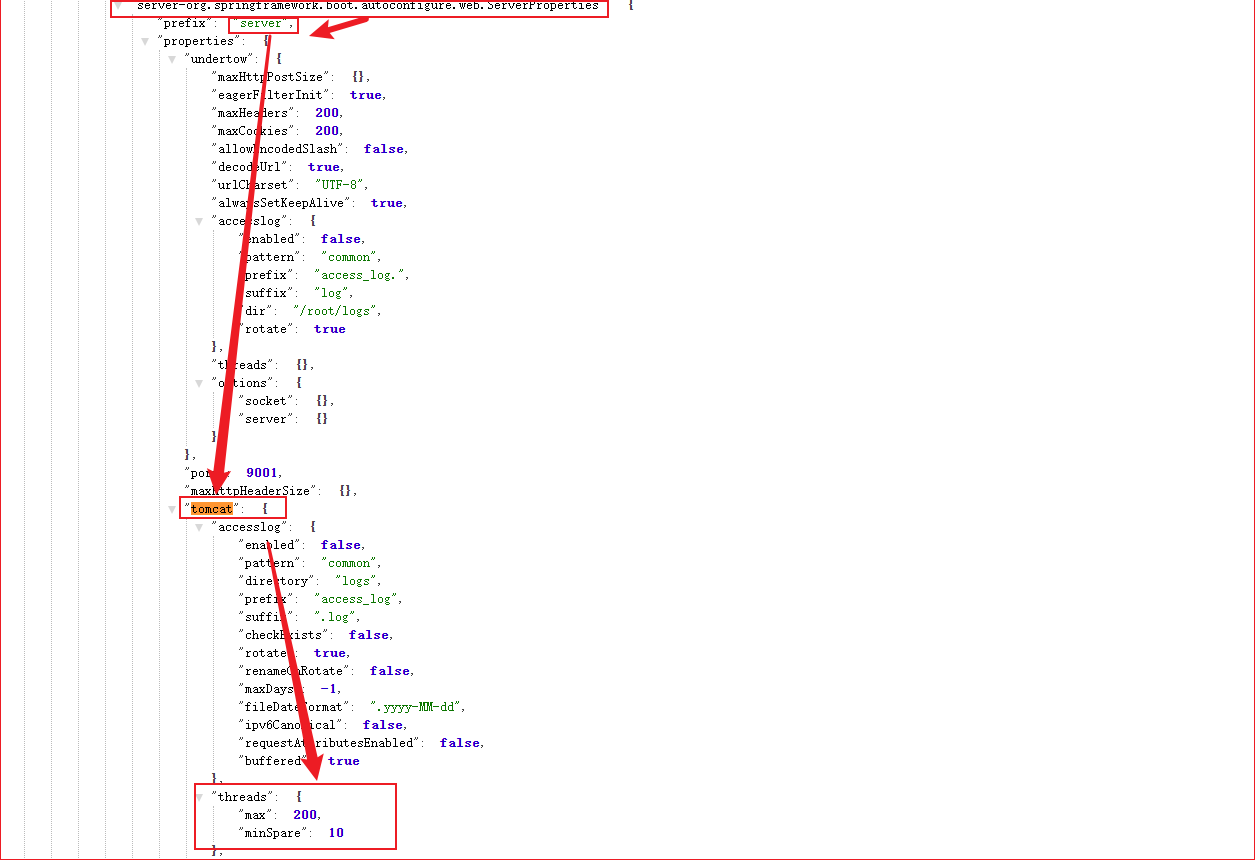 server-org.springframework.boot.autoconfigure.web.ServerProperties {
"prefix": "server",
"properties": {
"undertow": {
"maxHttpPostSize": {},
"eagerFilterInit": true,
"maxHeaders": 200,
"maxCookies": 200,
"allowEncodedSlash": false,
"decodeUrl": true,
"urlCharset": "UTF-8",
"alwaysSetKeepAlive": true,
"accesslog": {
"enabled": false,
"pattern": "common",
"prefix": "access_log.",
"suffix": "log",
"dir": "/root/logs",
"rotate": true
},
"threads": {},
"options": {
"socket": {},
"server": {}
}
},
"port": 9001,
"maxHttpHeaderSize": {},
"tomcat": {
"accesslog": {
"enabled": false,
"pattern": "common",
"directory": "logs",
"prefix": "access_log",
"suffix": ".log",
"checkExists": false,
"rotate": true,
"renameOnRotate": false,
"maxDays": -1,
"fileDateFormat": ".yyyy-MM-dd",
"ipv6Canonical": false,
"requestAttributesEnabled": false,
"buffered": true
},
"threads": {
"max": 200,
"minSpare": 10
},